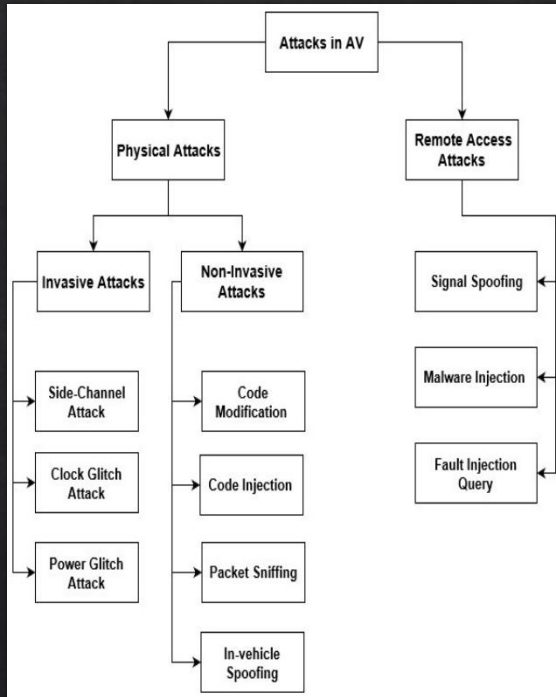 Attacks in AV
Physical Attacks
Remote Access
Attacks
Invasive Attacks
Non-Invasive
Attacks
Side-Channel
Attack
Clock Glitch
Attack
Power Glitch
Attack
Code
Modification
Code Injection
Packet Sniffing
In-vehicle
Spoofing
Signal Spoofing
Malware Injection
Fault Injection
Query